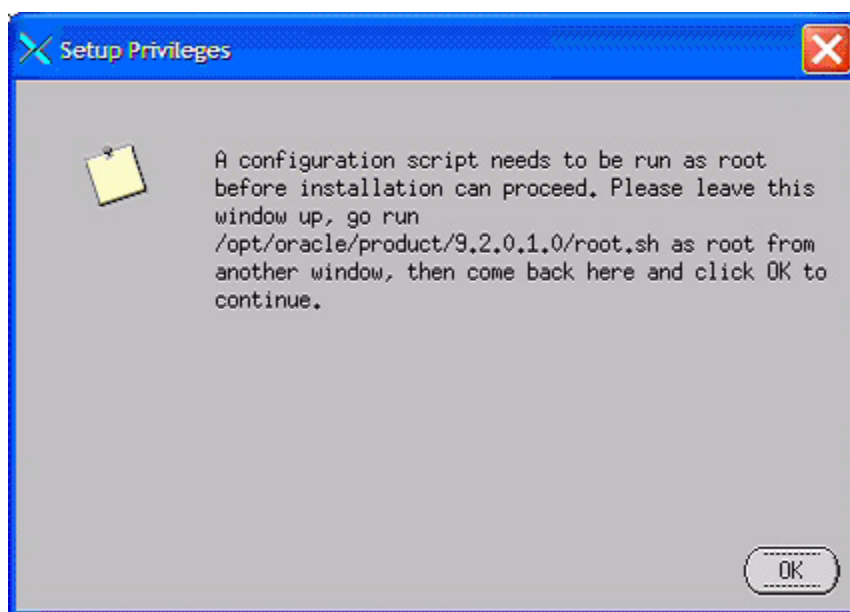 Setup Privileges
A configuration script needs to be run as root
before installation can proceed. Please leave this
window up, go run
/opt/oracle/product/9.2.0.1.0/root.sh as root from
another window, then come back here and click OK to
continue.
OK